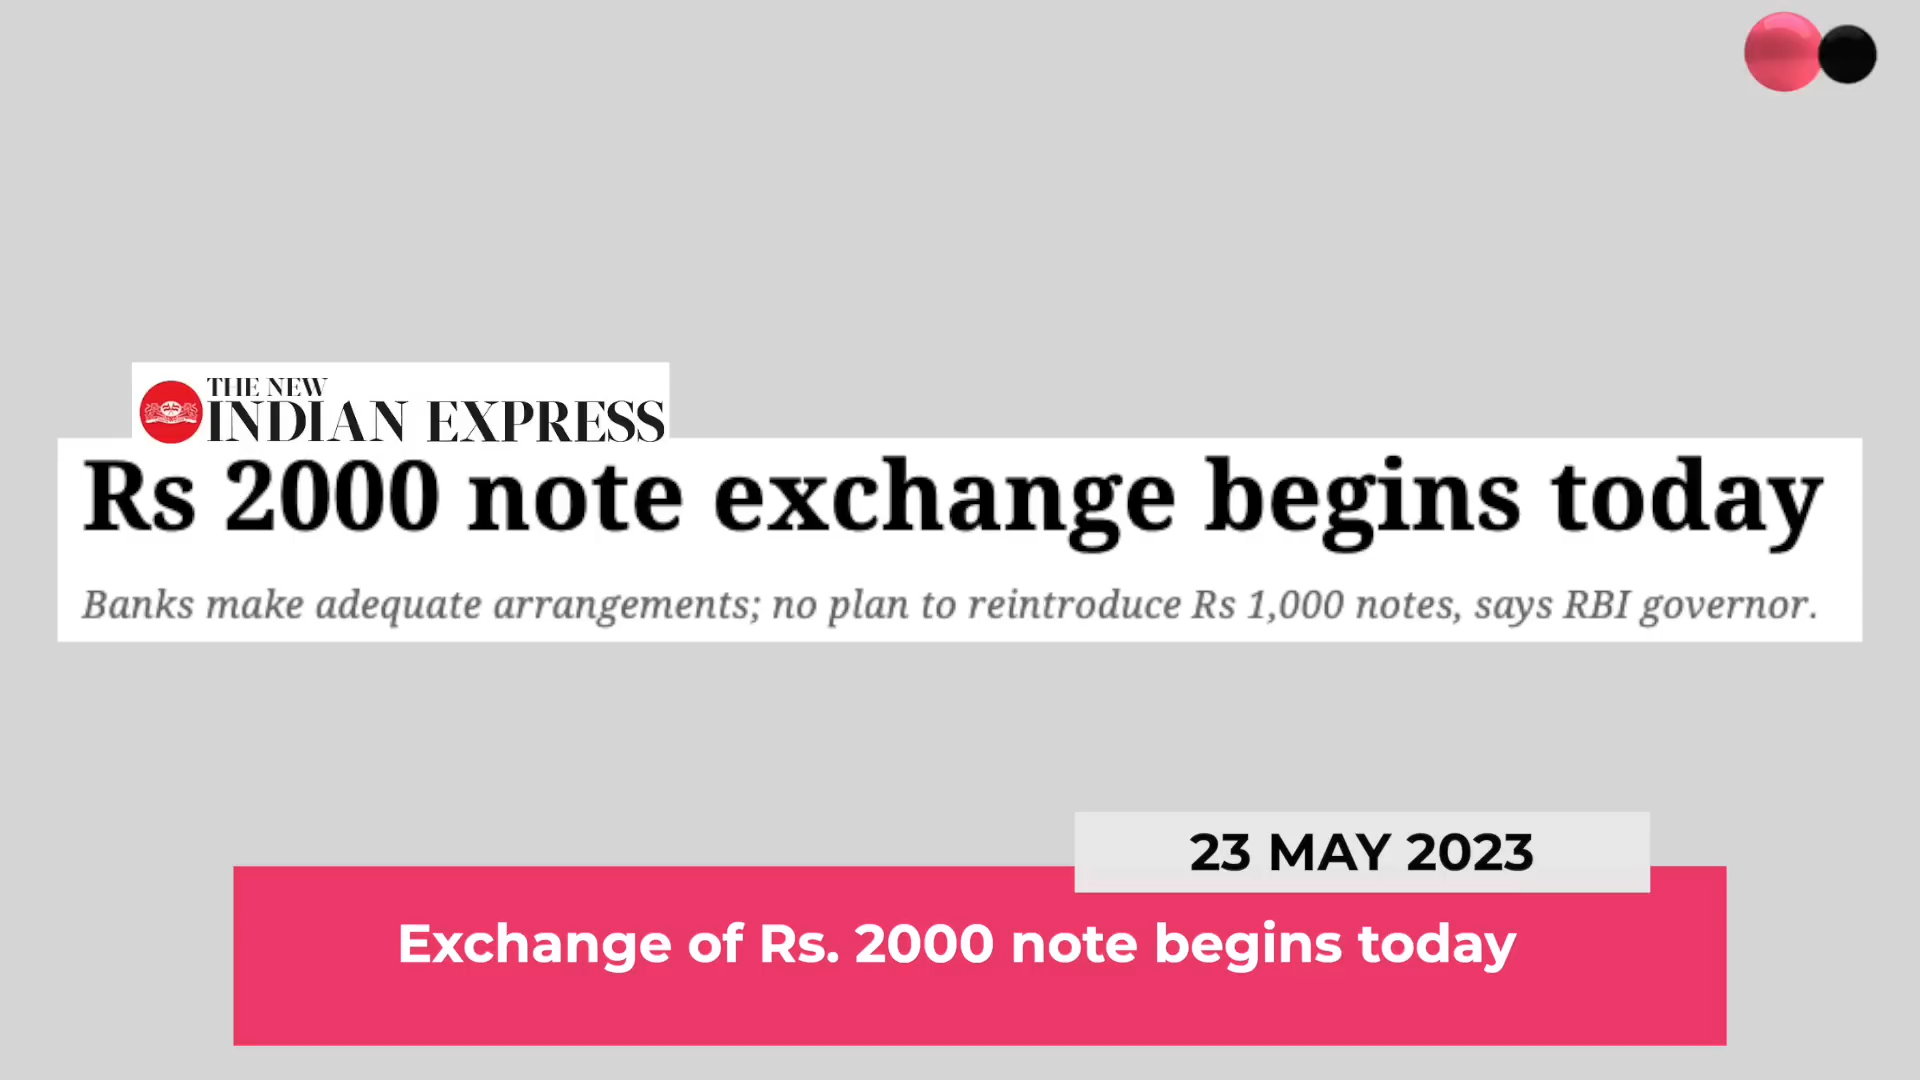 THE NEW
INDIAN EXPRESS
Rs 2000 note exchange begins today
Banks make adequate arrangements; no plan to reintroduce Rs 1,000 notes, says RBI governor.
23 MAY 2023
Exchange of Rs. 2000 note begins today